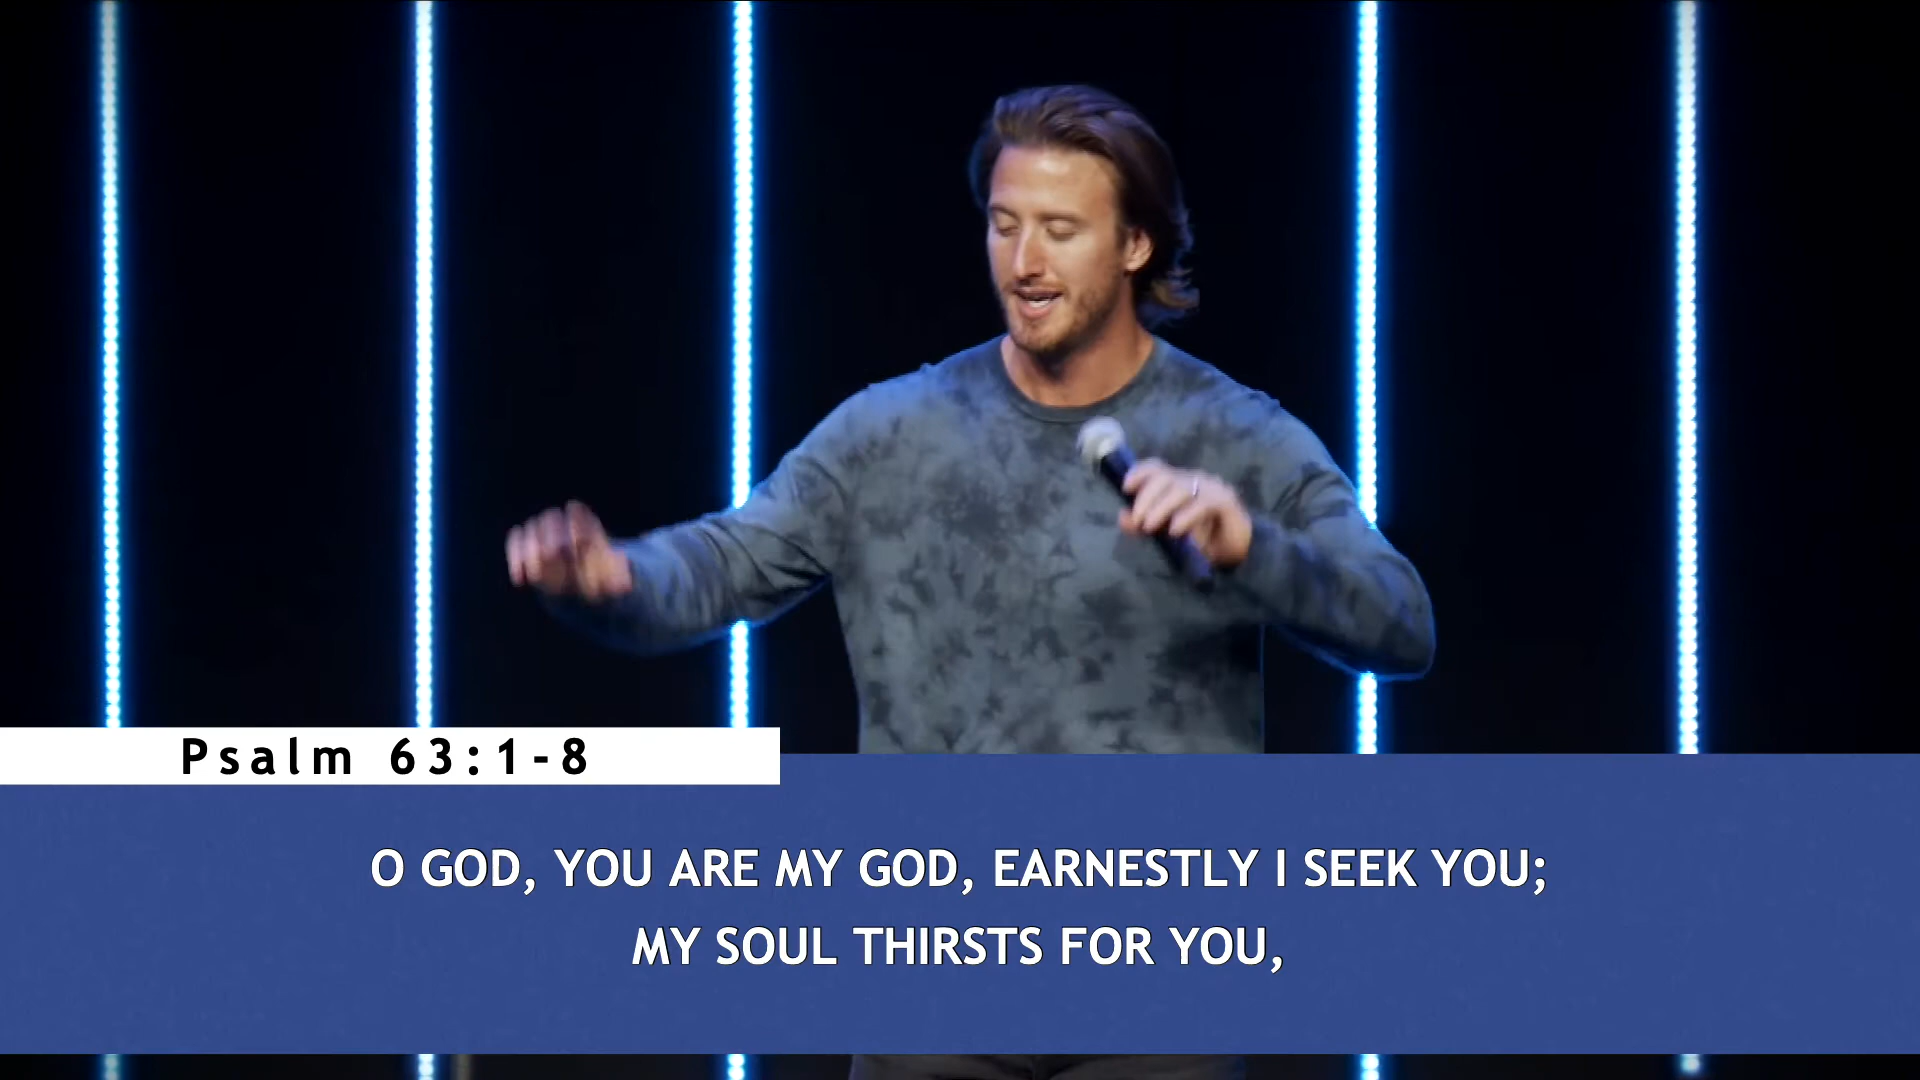 Psalm 63:1-8
O GOD, YOU ARE MY GOD, EARNESTLY I SEEK YOU;
MY SOUL THIRSTS FOR YOU,